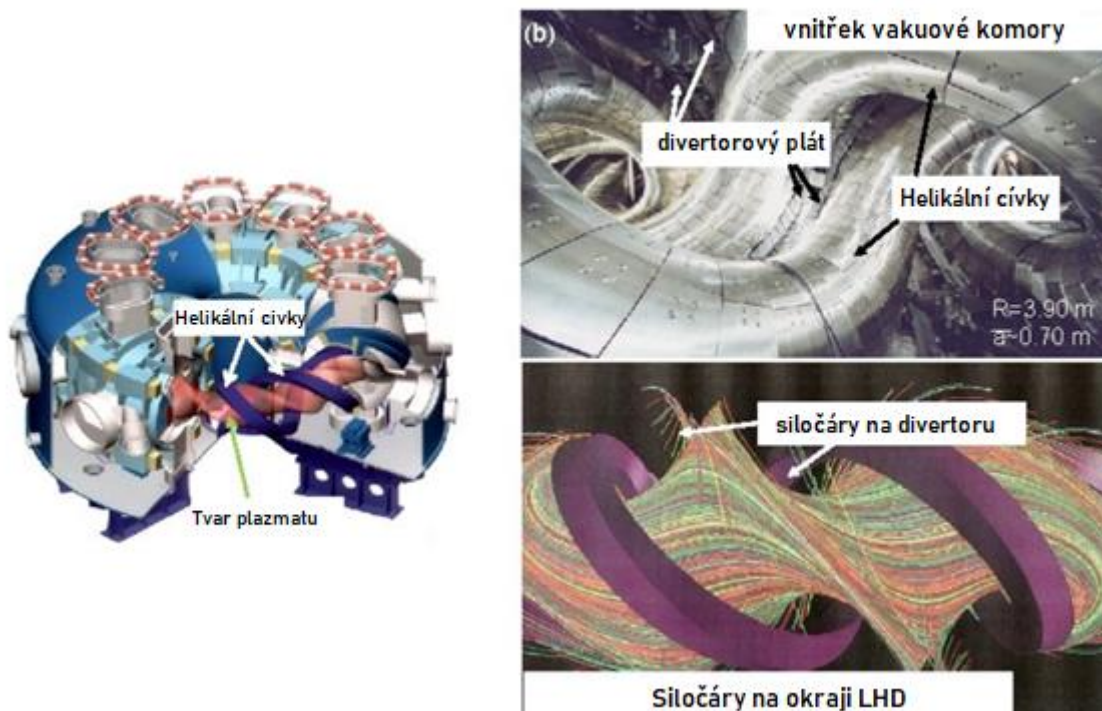 Helikální civky
Tvar plazmatu
(b)
vnitřek vakuové komory
divertorový plát
Helikální cívky
R=3.90 m
a~0.70 m
siločáry na divertoru
Siločáry na okraji LHD